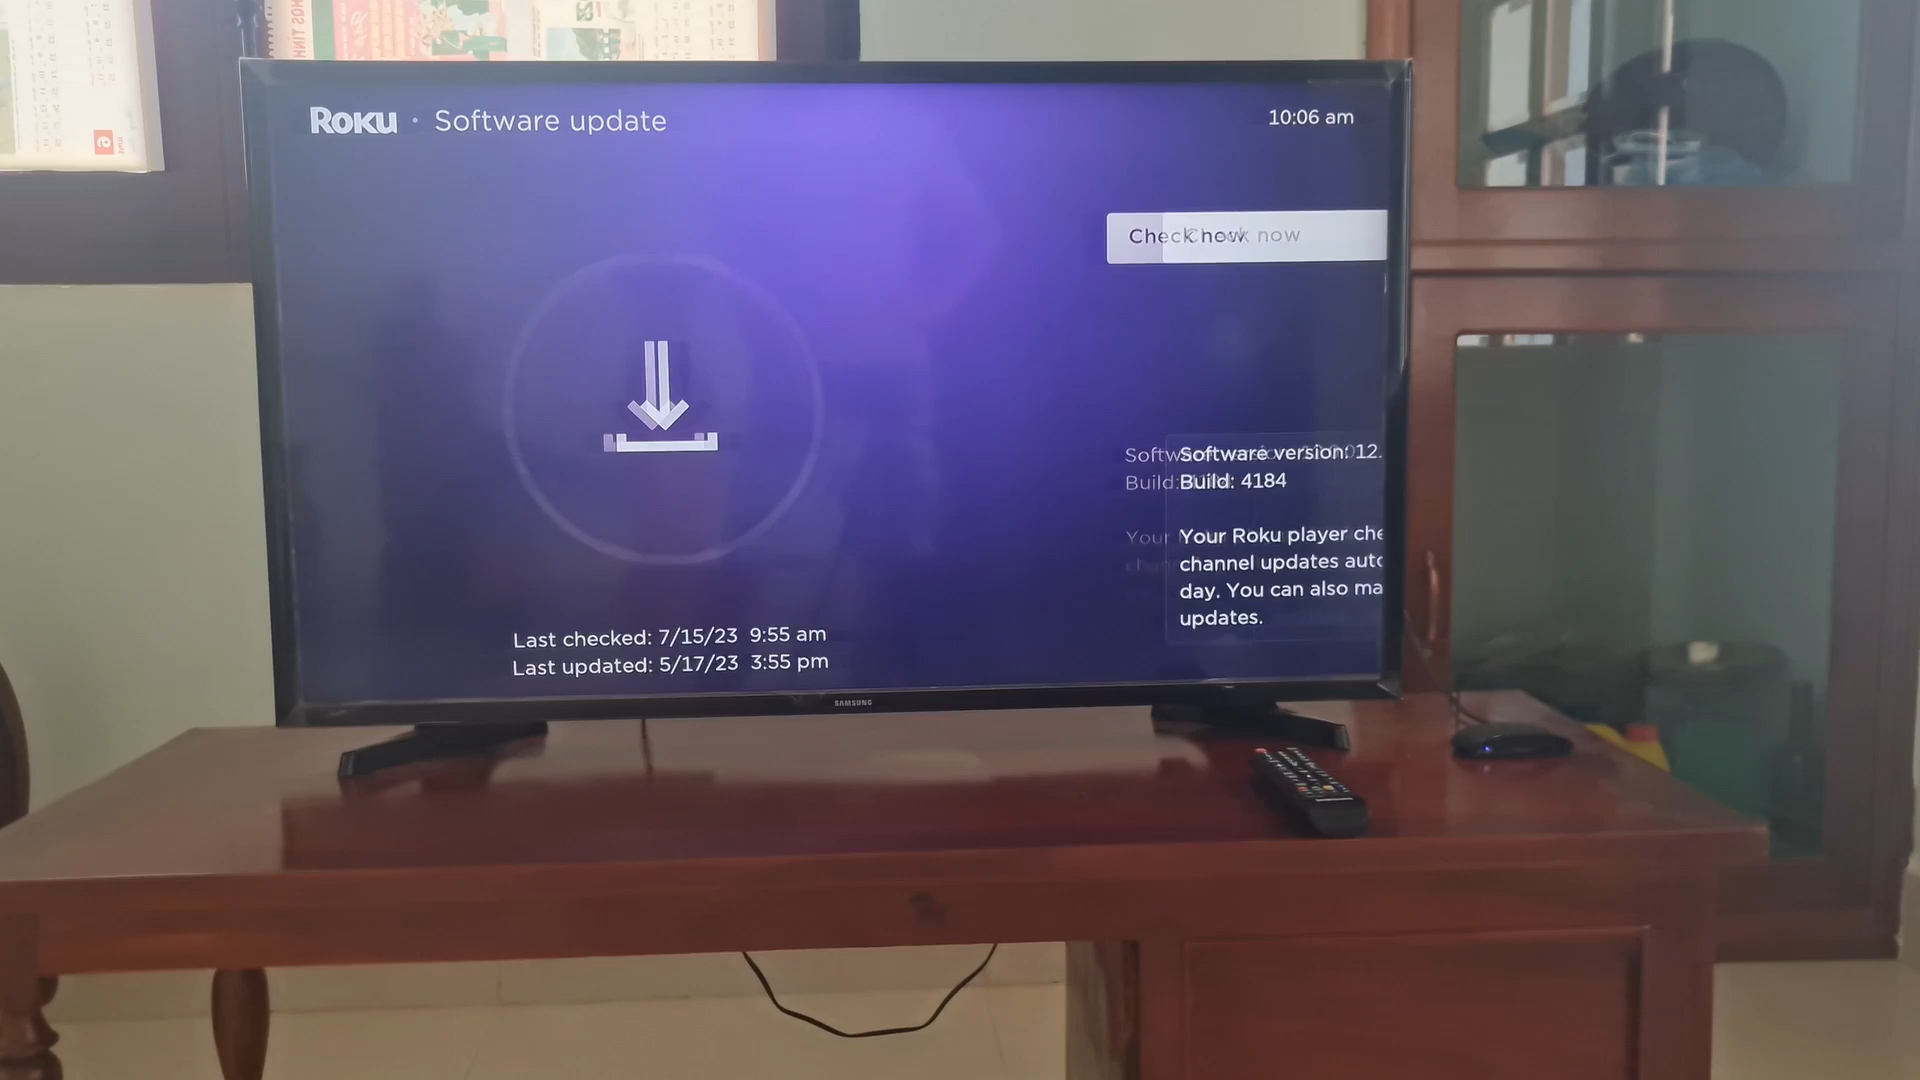 Roku · Software update
10:06 am
Check now
Software version: 12.
Build: 4184
Your Roku player che
channel updates auto
day. You can also ma
updates.
Last checked: 7/15/23 9:55 am
Last updated: 5/17/23 3:55 pm
SAMSUNG